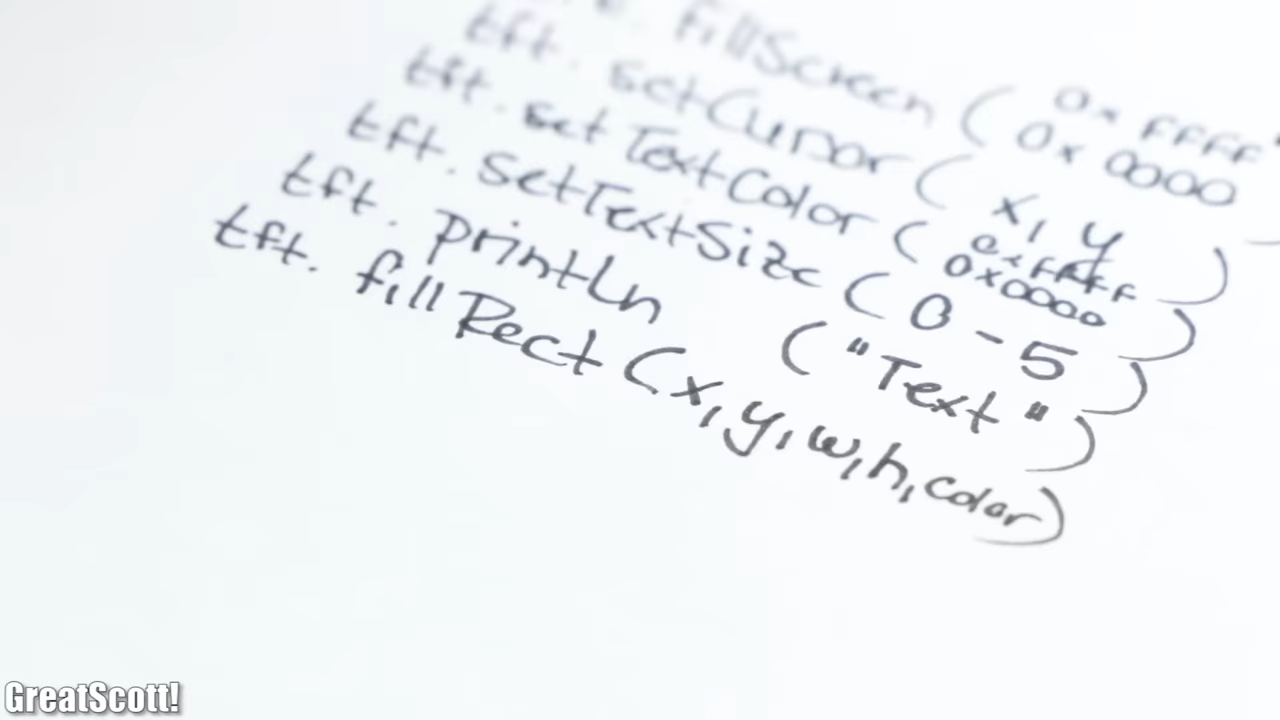 fillScreen ( 0x ffff
0x 0000
tft. setCursor ( x, y )
tft. setTextColor ( 0xffff
0x0000 )
tft. setTextSize ( 0 - 5 )
tft. println ( "Text" )
tft. fillRect (x, y, w, h, color)
GreatScott!